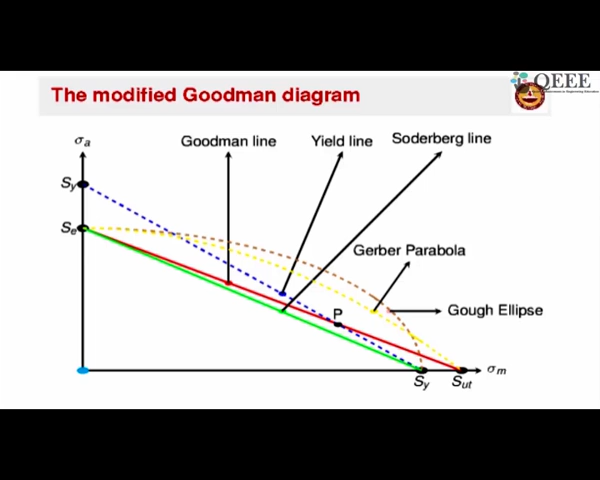 QEEE
The modified Goodman diagram
σa
Goodman line
Yield line
Soderberg line
Sy
Se
Gerber Parabola
P
Gough Ellipse
σm
Sy
Sut